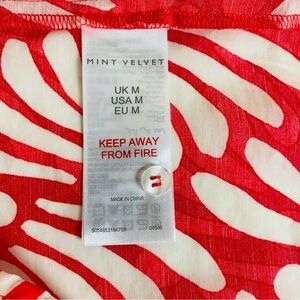 MINT VELVET
UK M
USA M
EU M
KEEP AWAY
FROM FIRE
MADE IN CHINA